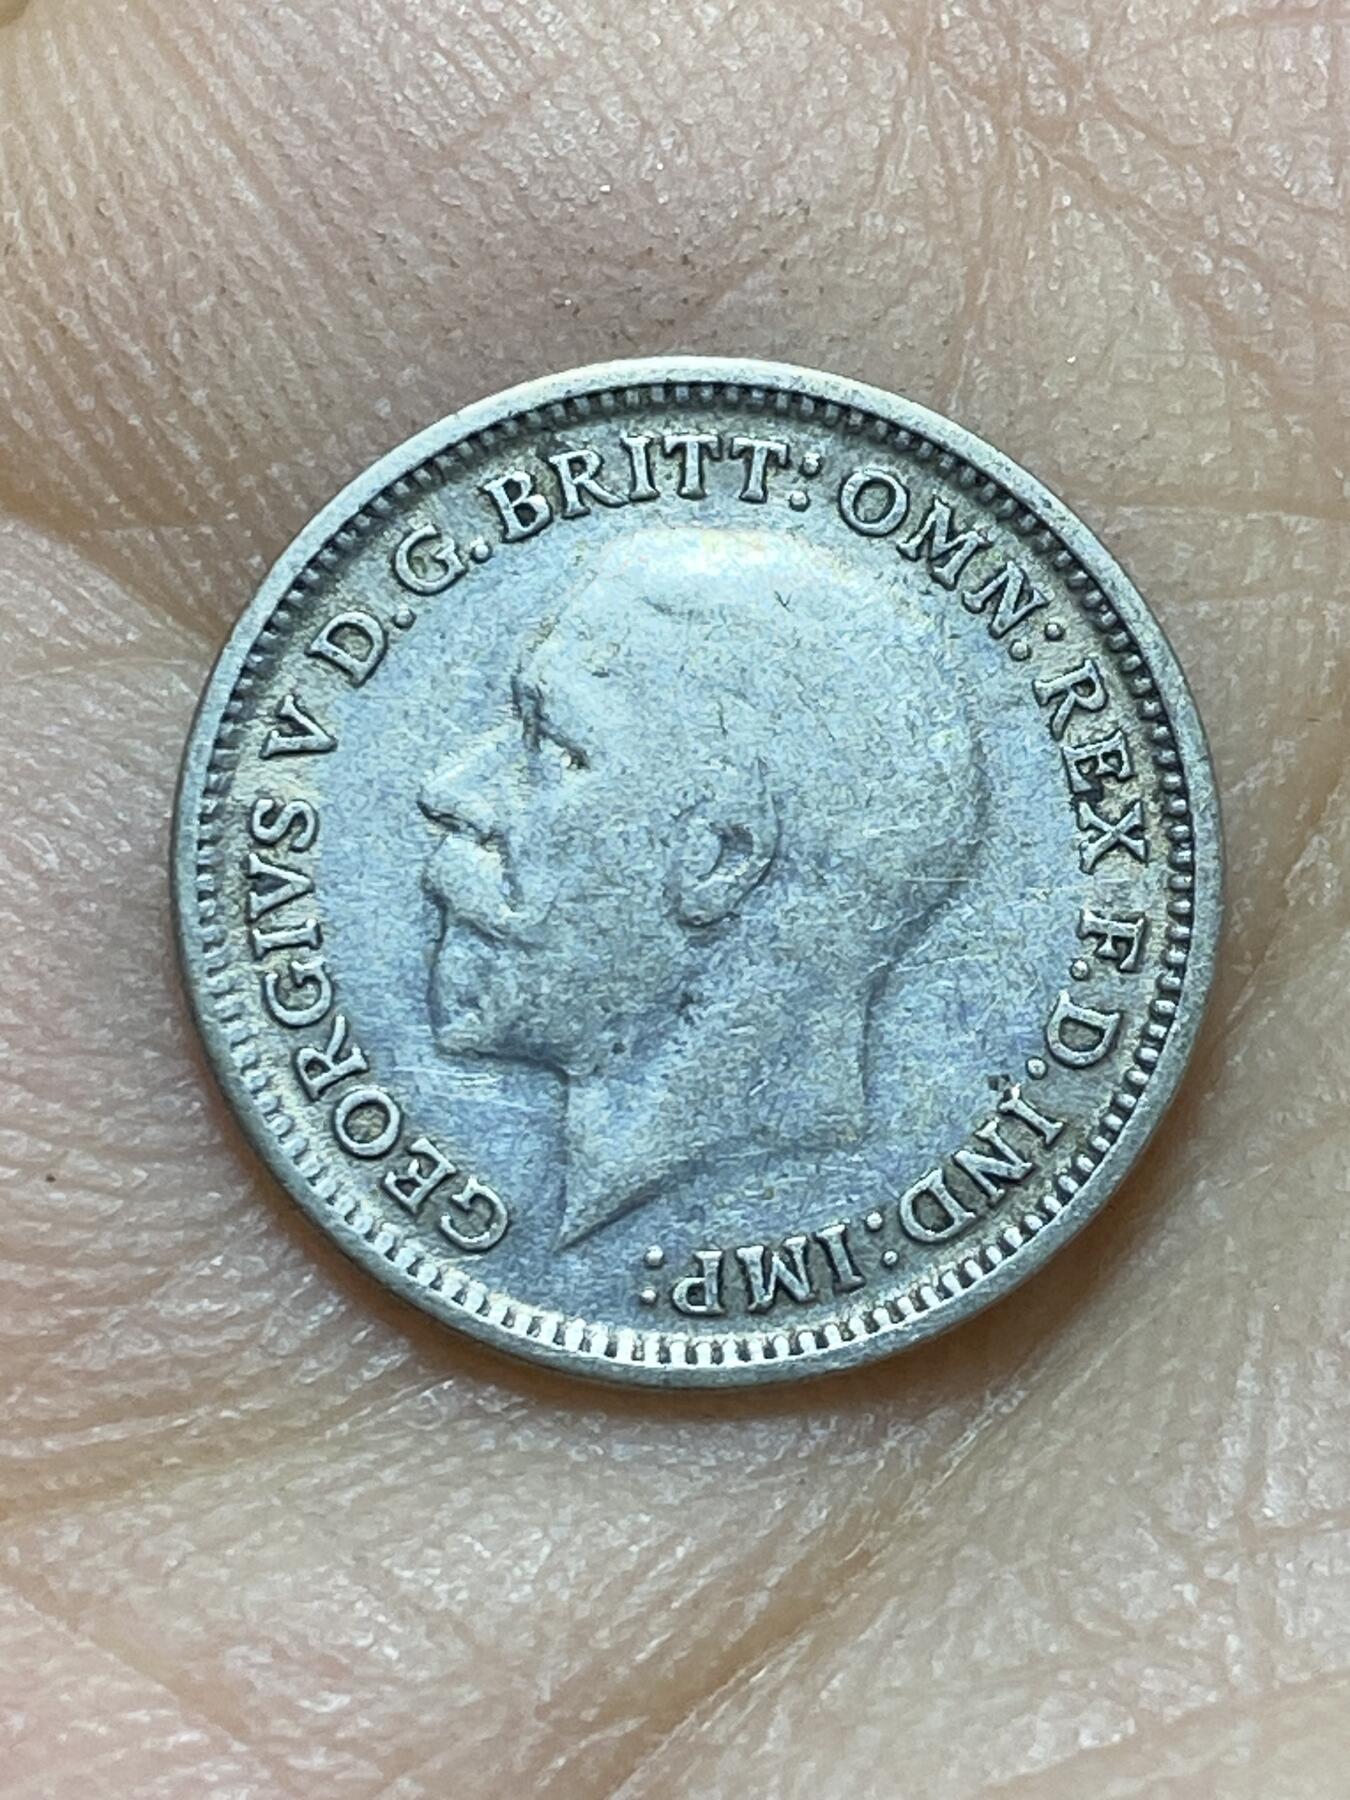 GEORGIVS V D.G.BRITT: OMN: REX F.D.IND:IMP: